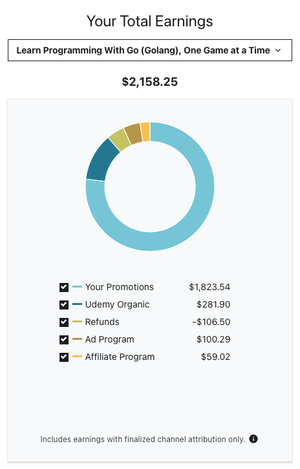 Your Total Earnings
Learn Programming With Go (Golang), One Game at a Time
$2,158.25
Your Promotions $1,823.54
Udemy Organic $281.90
Refunds -$106.50
Ad Program $100.29
Affiliate Program $59.02
Includes earnings with finalized channel attribution only.